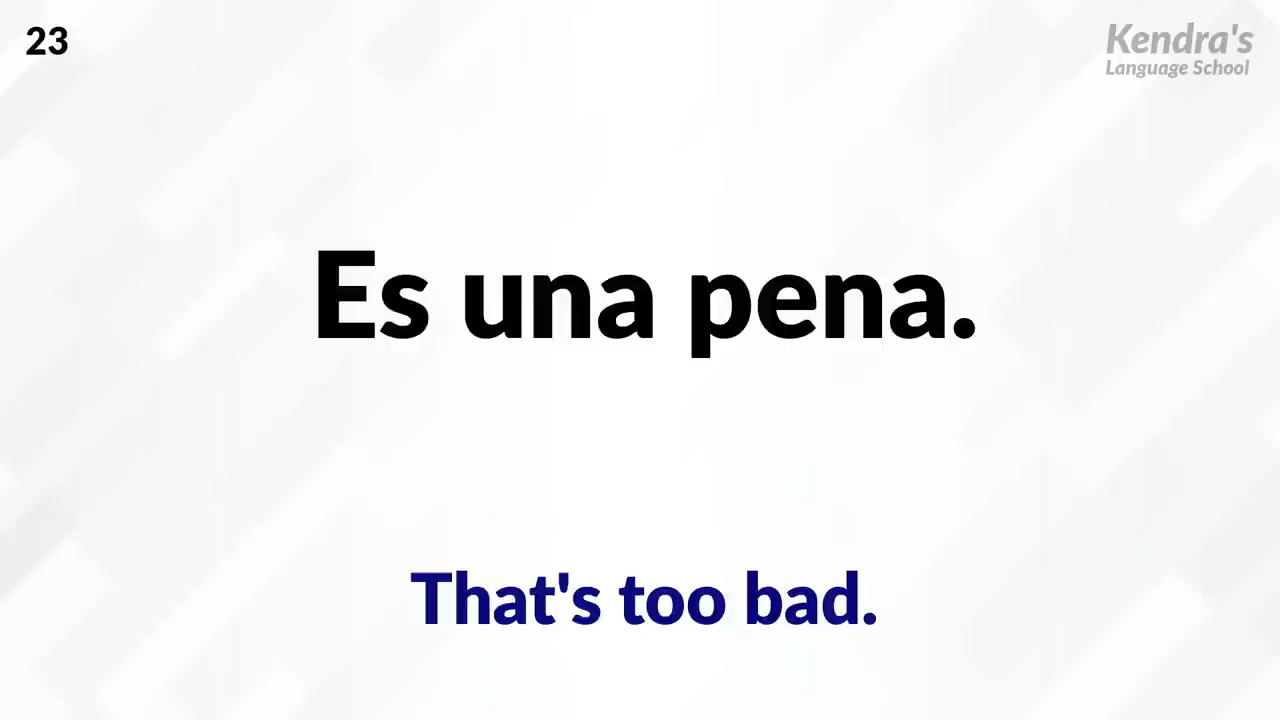 23
Kendra's
Language School
Es una pena.
That's too bad.